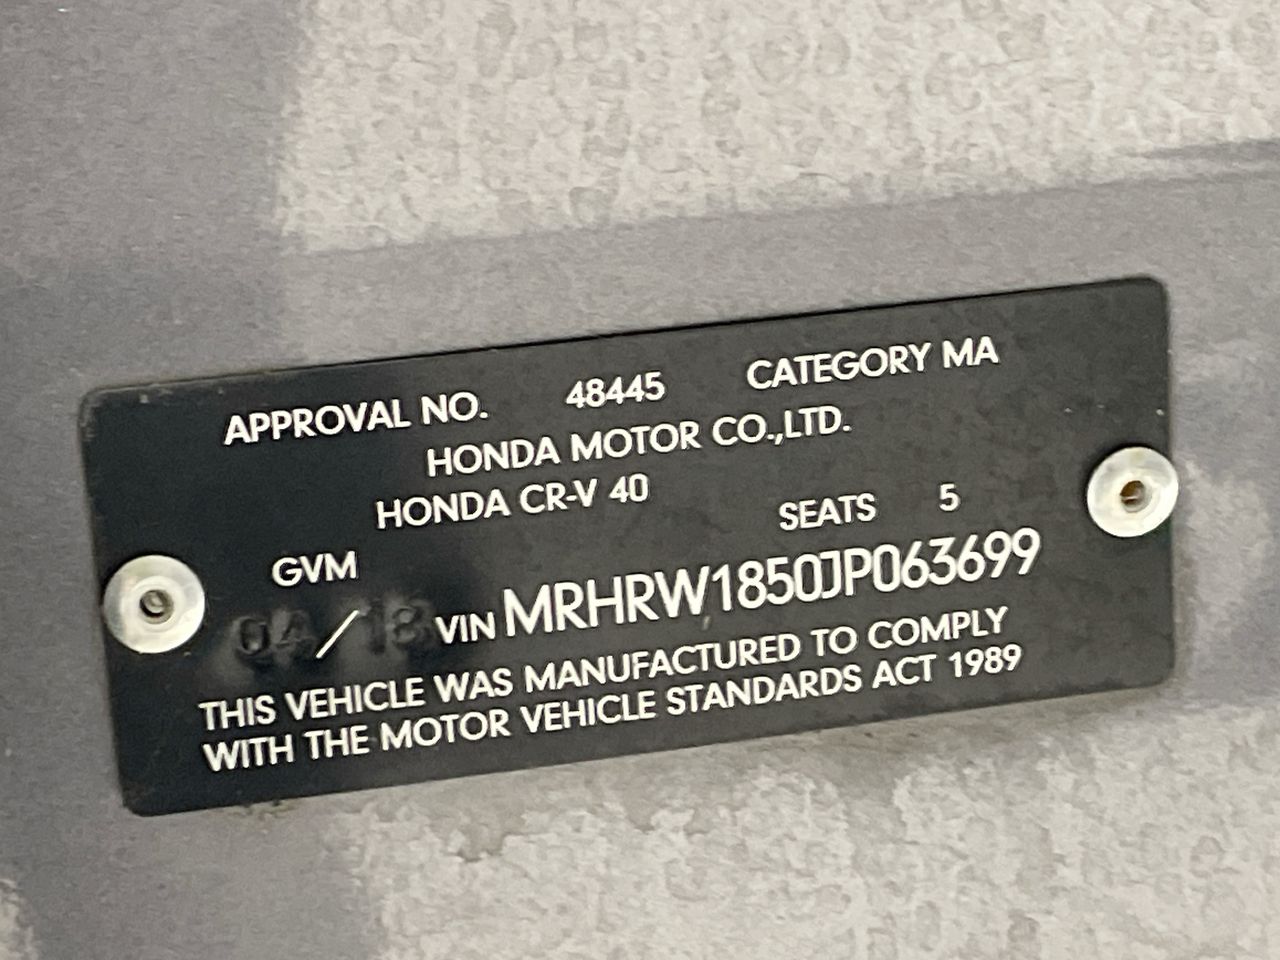 APPROVAL NO. 48445 CATEGORY MA
HONDA MOTOR CO.,LTD.
HONDA CR-V 40
SEATS 5
GVM
04/18 VIN MRHRW1850JP063699
THIS VEHICLE WAS MANUFACTURED TO COMPLY
WITH THE MOTOR VEHICLE STANDARDS ACT 1989